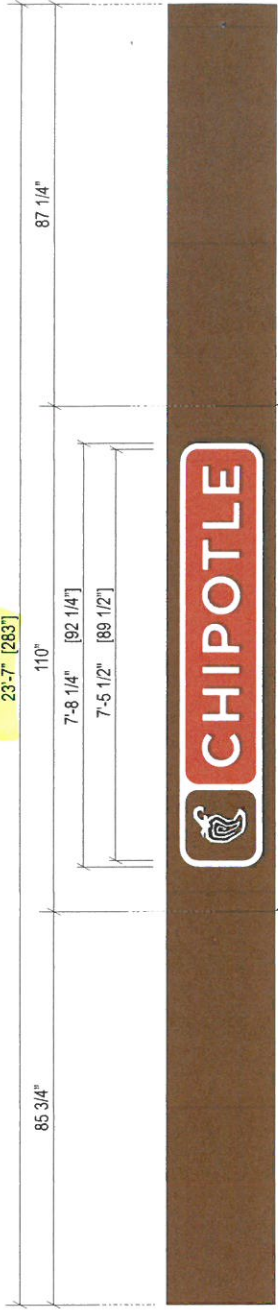 23'-7" [283"]
85 3/4"
110"
87 1/4"
7'-8 1/4" [92 1/4"]
7'-5 1/2" [89 1/2"]
CHIPOTLE